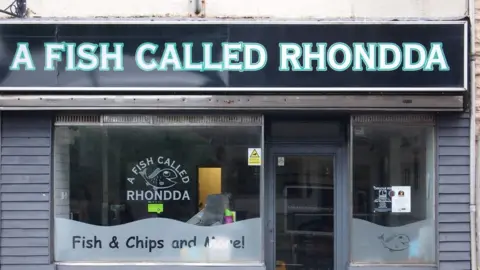 A FISH CALLED RHONDDA
A FISH CALLED
RHONDDA
Fish & Chips and More!